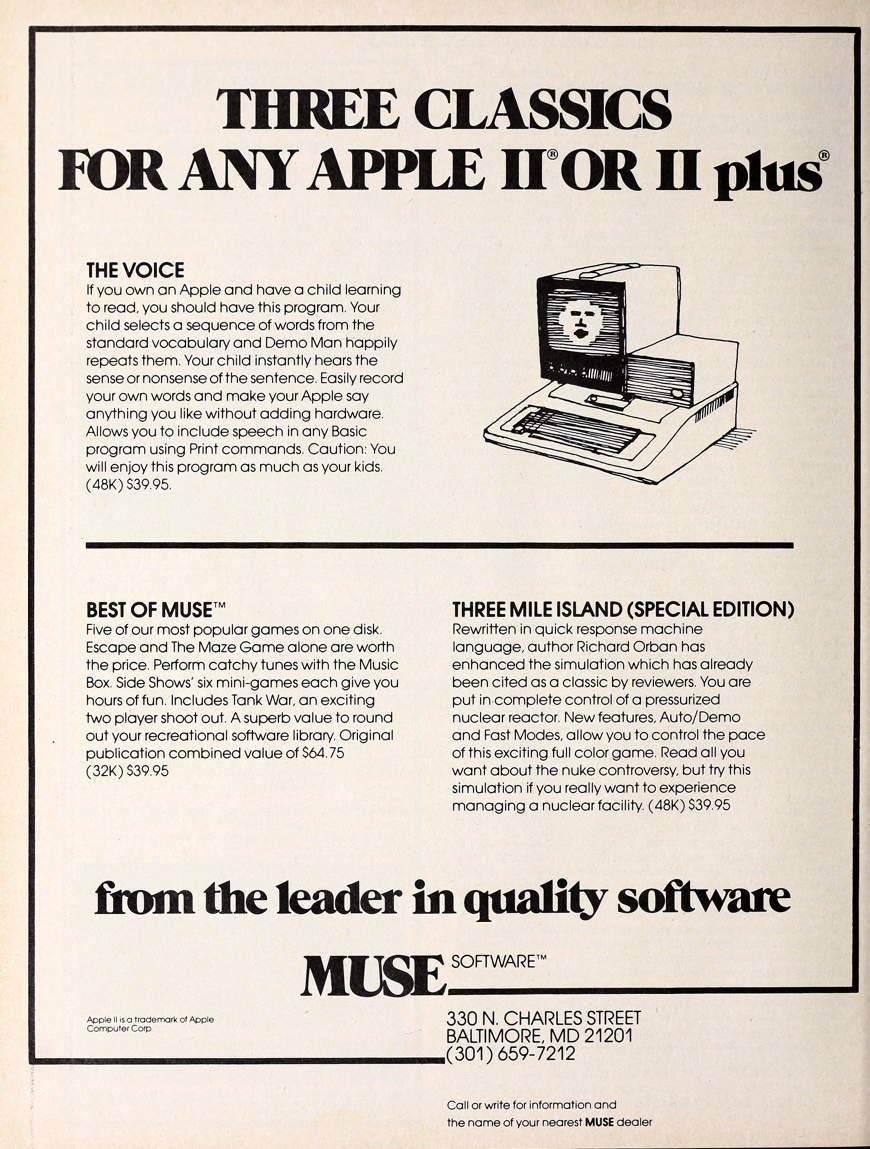 THREE CLASSICS
FOR ANY APPLE II® OR II plus®
THE VOICE
If you own an Apple and have a child learning
to read, you should have this program. Your
child selects a sequence of words from the
standard vocabulary and Demo Man happily
repeats them. Your child instantly hears the
sense or nonsense of the sentence. Easily record
your own words and make your Apple say
anything you like without adding hardware.
Allows you to include speech in any Basic
program using Print commands. Caution: You
will enjoy this program as much as your kids.
(48K) $39.95.
BEST OF MUSE™
Five of our most popular games on one disk.
Escape and The Maze Game alone are worth
the price. Perform catchy tunes with the Music
Box. Side Shows' six mini-games each give you
hours of fun. Includes Tank War, an exciting
two player shoot out. A superb value to round
out your recreational software library. Original
publication combined value of $64.75
(32K) $39.95
THREE MILE ISLAND (SPECIAL EDITION)
Rewritten in quick response machine
language, author Richard Orban has
enhanced the simulation which has already
been cited as a classic by reviewers. You are
put in complete control of a pressurized
nuclear reactor. New features, Auto/Demo
and Fast Modes, allow you to control the pace
of this exciting full color game. Read all you
want about the nuke controversy, but try this
simulation if you really want to experience
managing a nuclear facility. (48K) $39.95
from the leader in quality software
MUSE SOFTWARE™
Apple II is a trademark of Apple
Computer Corp
330 N. CHARLES STREET
BALTIMORE, MD 21201
(301) 659-7212
Call or write for information and
the name of your nearest MUSE dealer